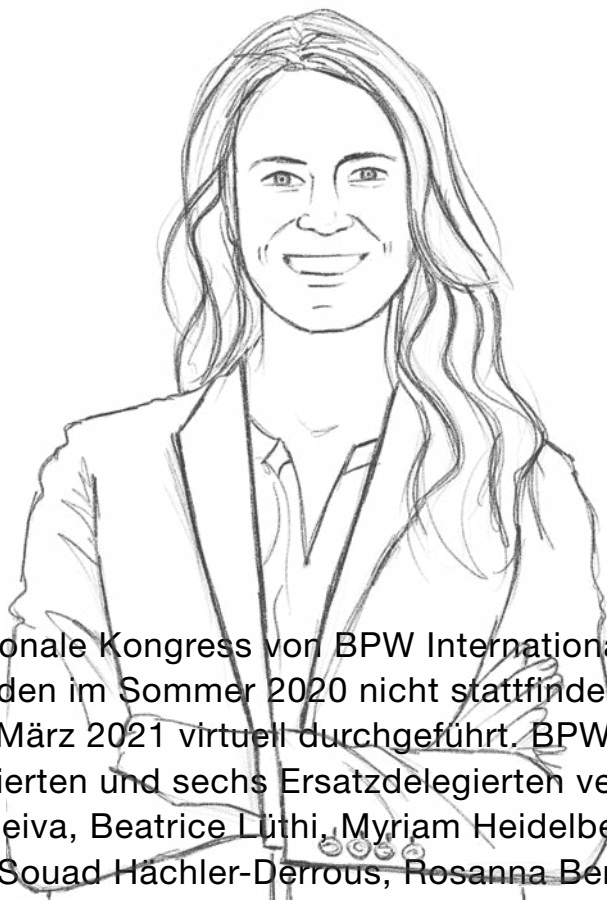 onale Kongress von BPW Internationa
den im Sommer 2020 nicht stattfinde
März 2021 virtuell durchgeführt. BPW
ierten und sechs Ersatzdelegierten ve
eiva, Beatrice Lüthi, Myriam Heidelbe
Souad Hächler-Derrous, Rosanna Ber